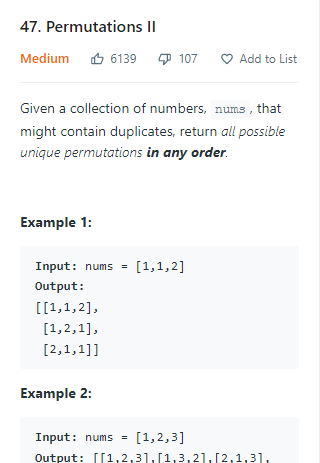 47. Permutations II
Medium 6139 107 Add to List
Given a collection of numbers, nums , that
might contain duplicates, return all possible
unique permutations in any order.
Example 1:
Input: nums = [1,1,2]
Output:
[[1,1,2],
[1,2,1],
[2,1,1]]
Example 2:
Input: nums = [1,2,3]
Output: [[1,2,3],[1,3,2],[2,1,3],